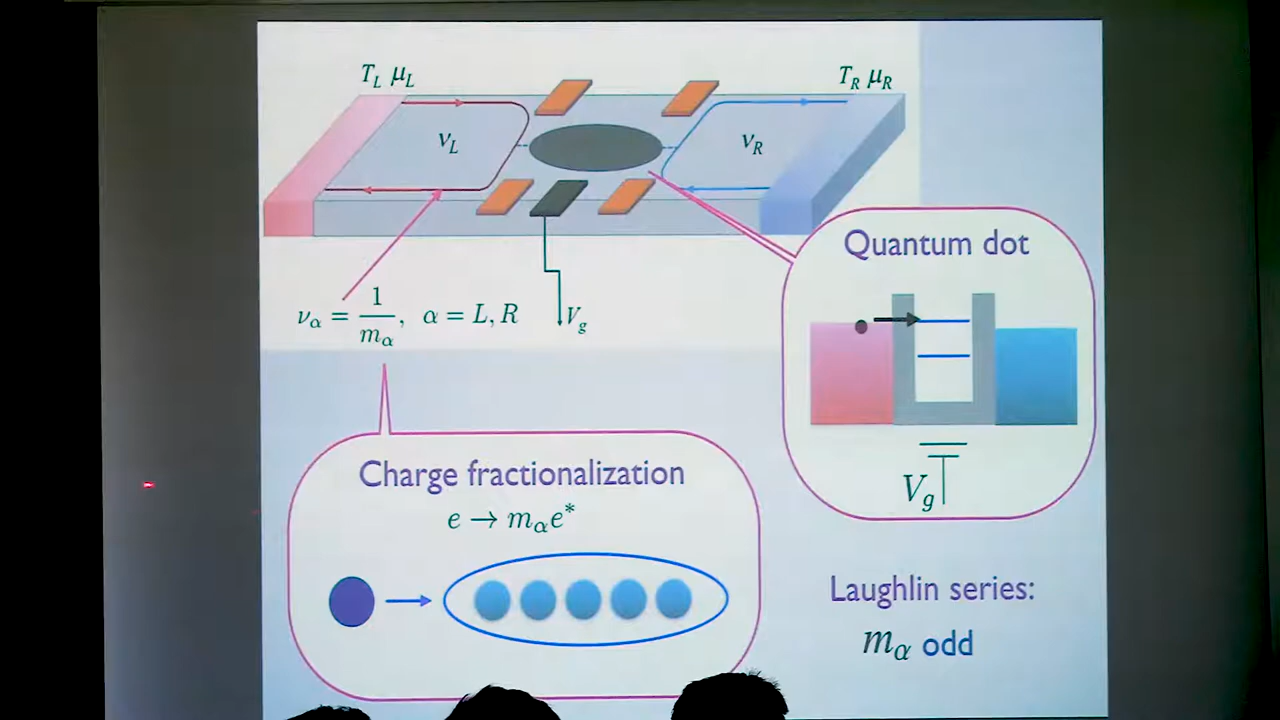 T_L μ_L
T_R μ_R
ν_L
ν_R
Quantum dot
ν_α = 1/m_α, α = L, R
V_g
V_g
Charge fractionalization
e → m_α e*
Laughlin series:
m_α odd